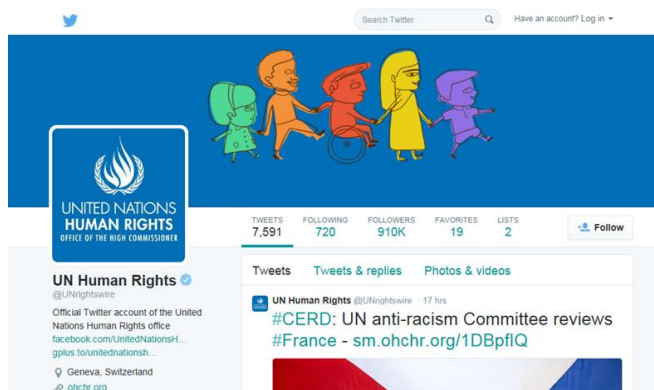 Search Twitter
Have an account? Log in
UNITED NATIONS
HUMAN RIGHTS
OFFICE OF THE HIGH COMMISSIONER
TWEETS FOLLOWING FOLLOWERS FAVORITES LISTS
7,591 720 910K 19 2
Follow
UN Human Rights
@UNrightswire
Official Twitter account of the United
Nations Human Rights office
facebook.com/UnitedNationsH...
gplus.to/unitednationsh...
Geneva, Switzerland
ohchr.org
Tweets Tweets & replies Photos & videos
UN Human Rights @UNrightswire · 17 hrs
#CERD: UN anti-racism Committee reviews
#France - sm.ohchr.org/1DBpflQ